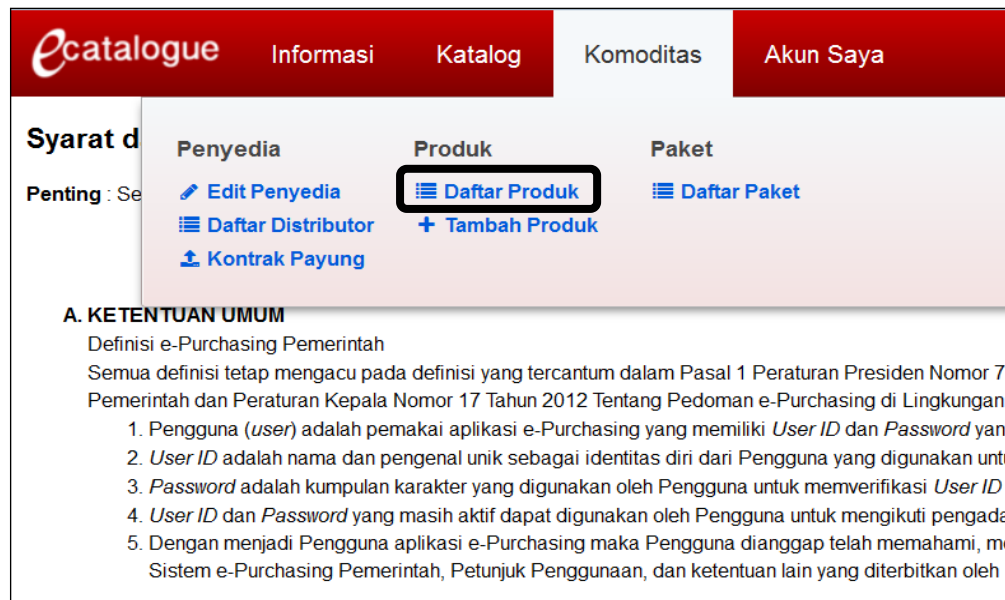 ecatalogue Informasi Katalog Komoditas Akun Saya
Syarat d
Penyedia Produk Paket
Penting : Se
Edit Penyedia Daftar Produk Daftar Paket
Daftar Distributor + Tambah Produk
Kontrak Payung
A. KETENTUAN UMUM
Definisi e-Purchasing Pemerintah
Semua definisi tetap mengacu pada definisi yang tercantum dalam Pasal 1 Peraturan Presiden Nomor 7
Pemerintah dan Peraturan Kepala Nomor 17 Tahun 2012 Tentang Pedoman e-Purchasing di Lingkungan
1. Pengguna (user) adalah pemakai aplikasi e-Purchasing yang memiliki User ID dan Password yan
2. User ID adalah nama dan pengenal unik sebagai identitas diri dari Pengguna yang digunakan untu
3. Password adalah kumpulan karakter yang digunakan oleh Pengguna untuk memverifikasi User ID
4. User ID dan Password yang masih aktif dapat digunakan oleh Pengguna untuk mengikuti pengada
5. Dengan menjadi Pengguna aplikasi e-Purchasing maka Pengguna dianggap telah memahami, me
Sistem e-Purchasing Pemerintah, Petunjuk Penggunaan, dan ketentuan lain yang diterbitkan oleh